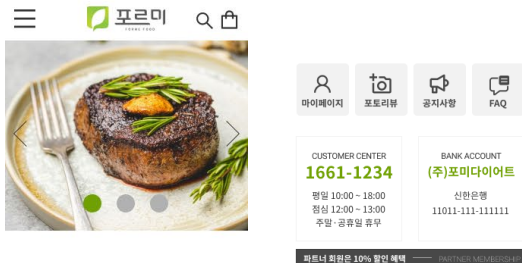 포르미
FORME FOOD
마이페이지 포토리뷰 공지사항 FAQ
CUSTOMER CENTER
1661-1234
평일 10:00 ~ 18:00
점심 12:00 ~ 13:00
주말·공휴일 휴무
BANK ACCOUNT
(주)포미다이어트
신한은행
11011-111-111111
파트너 회원은 10% 할인 혜택 PARTNER MEMBERSHIP